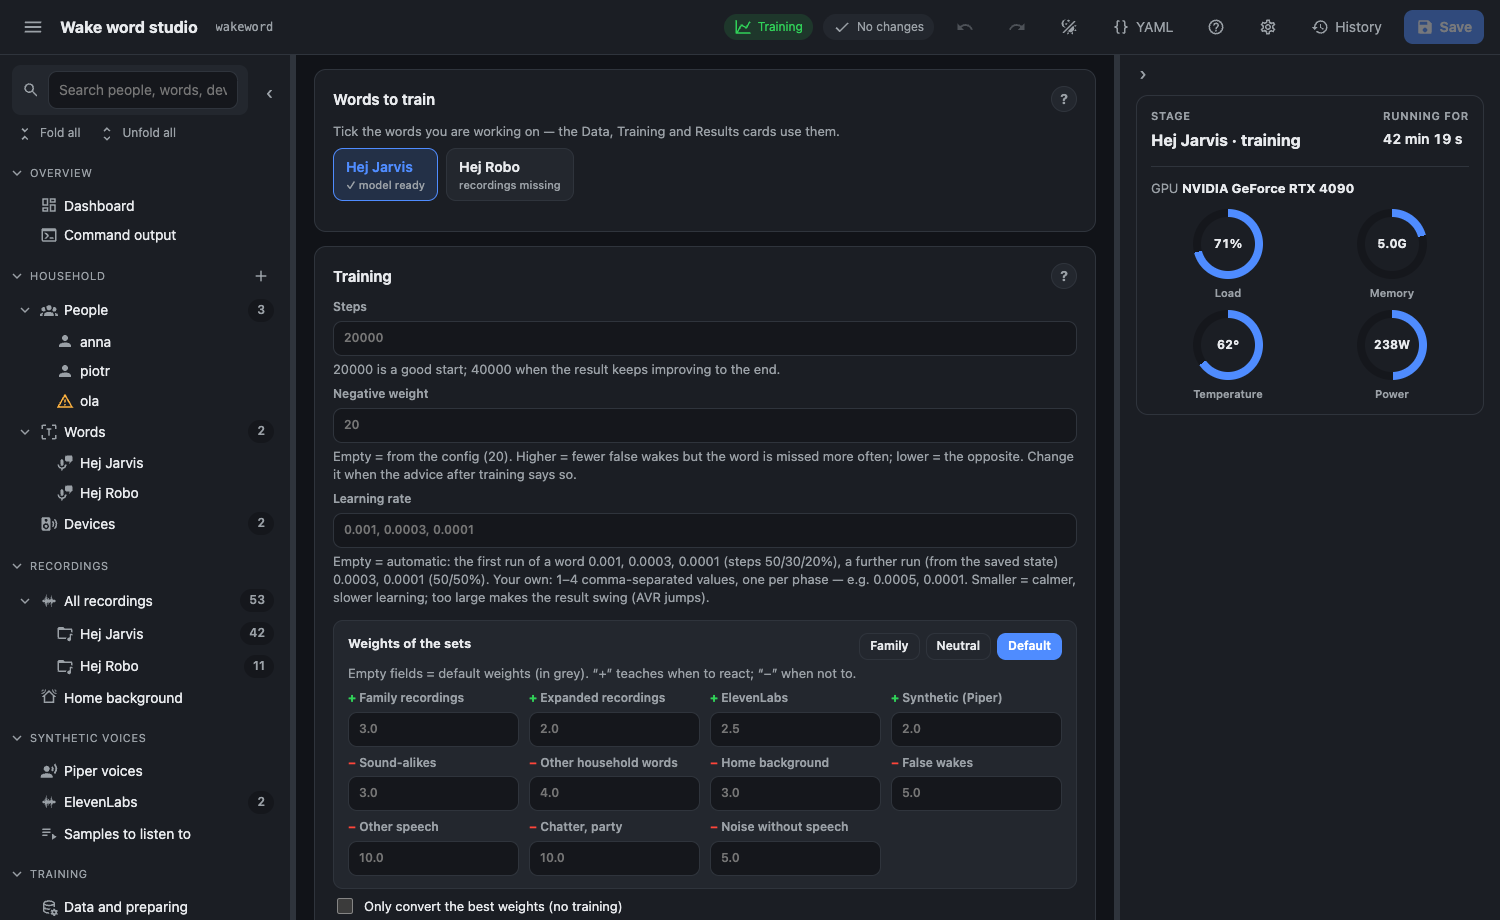 Wake word studio
wakeword
Training
No changes
{} YAML
History
Save
Search people, words, dev
Fold all
Unfold all
OVERVIEW
Dashboard
Command output
HOUSEHOLD
People
3
anna
piotr
ola
Words
2
Hej Jarvis
Hej Robo
Devices
2
RECORDINGS
All recordings
53
Hej Jarvis
42
Hej Robo
11
Home background
SYNTHETIC VOICES
Piper voices
ElevenLabs
2
Samples to listen to
TRAINING
Data and preparing
Words to train
?
Tick the words you are working on — the Data, Training and Results cards use them.
Hej Jarvis
✓ model ready
Hej Robo
recordings missing
Training
?
Steps
20000
20000 is a good start; 40000 when the result keeps improving to the end.
Negative weight
20
Empty = from the config (20). Higher = fewer false wakes but the word is missed more often; lower = the opposite. Change
it when the advice after training says so.
Learning rate
0.001, 0.0003, 0.0001
Empty = automatic: the first run of a word 0.001, 0.0003, 0.0001 (steps 50/30/20%), a further run (from the saved state)
0.0003, 0.0001 (50/50%). Your own: 1–4 comma-separated values, one per phase — e.g. 0.0005, 0.0001. Smaller = calmer,
slower learning; too large makes the result swing (AVR jumps).
Weights of the sets
Family
Neutral
Default
Empty fields = default weights (in grey). “+” teaches when to react; “−” when not to.
+ Family recordings
+ Expanded recordings
+ ElevenLabs
+ Synthetic (Piper)
3.0
2.0
2.5
2.0
− Sound-alikes
− Other household words
− Home background
− False wakes
3.0
4.0
3.0
5.0
− Other speech
− Chatter, party
− Noise without speech
10.0
10.0
5.0
Only convert the best weights (no training)
STAGE
RUNNING FOR
Hej Jarvis · training
42 min 19 s
GPU NVIDIA GeForce RTX 4090
71%
5.0G
Load
Memory
62°
238W
Temperature
Power